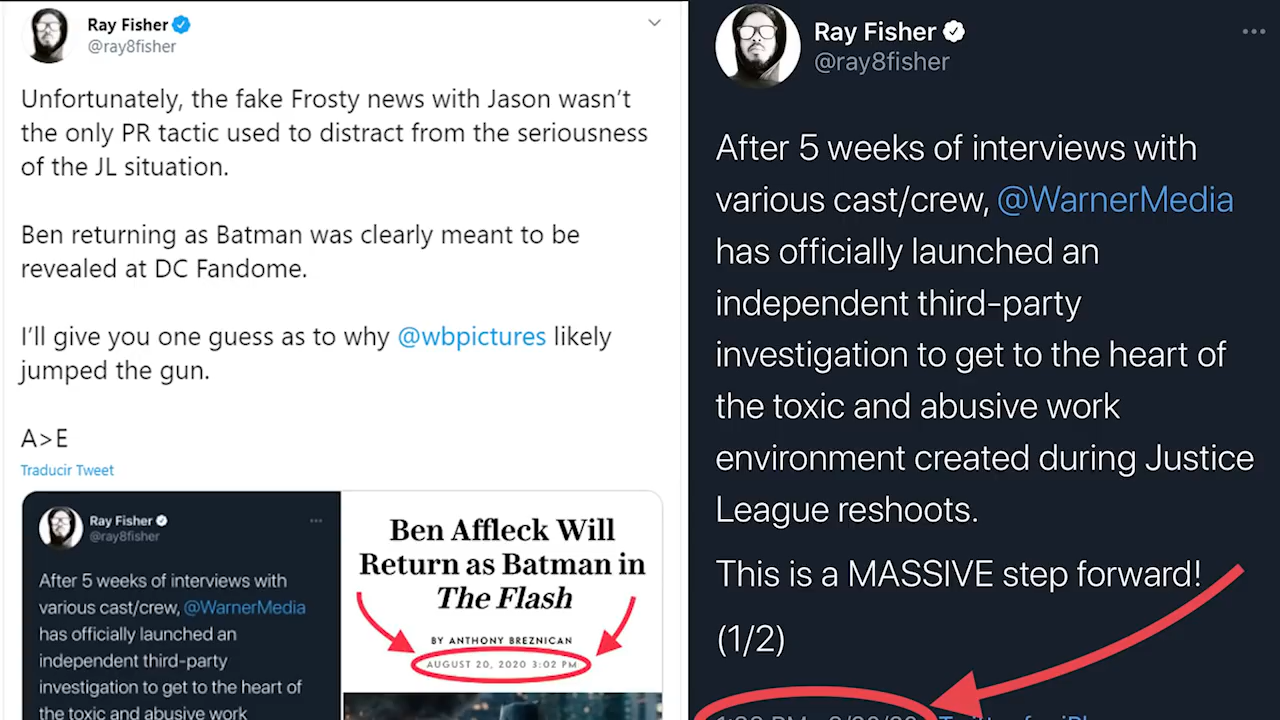 Ray Fisher
@ray8fisher
Unfortunately, the fake Frosty news with Jason wasn't
the only PR tactic used to distract from the seriousness
of the JL situation.
Ben returning as Batman was clearly meant to be
revealed at DC Fandome.
I'll give you one guess as to why @wbpictures likely
jumped the gun.
A>E
Traducir Tweet
Ray Fisher
@ray8fisher
After 5 weeks of interviews with
various cast/crew, @WarnerMedia
has officially launched an
independent third-party
investigation to get to the heart of
the toxic and abusive work
Ben Affleck Will
Return as Batman in
The Flash
BY ANTHONY BREZNICAN
AUGUST 20, 2020 3:02 PM
Ray Fisher
@ray8fisher
After 5 weeks of interviews with
various cast/crew, @WarnerMedia
has officially launched an
independent third-party
investigation to get to the heart of
the toxic and abusive work
environment created during Justice
League reshoots.
This is a MASSIVE step forward!
(1/2)